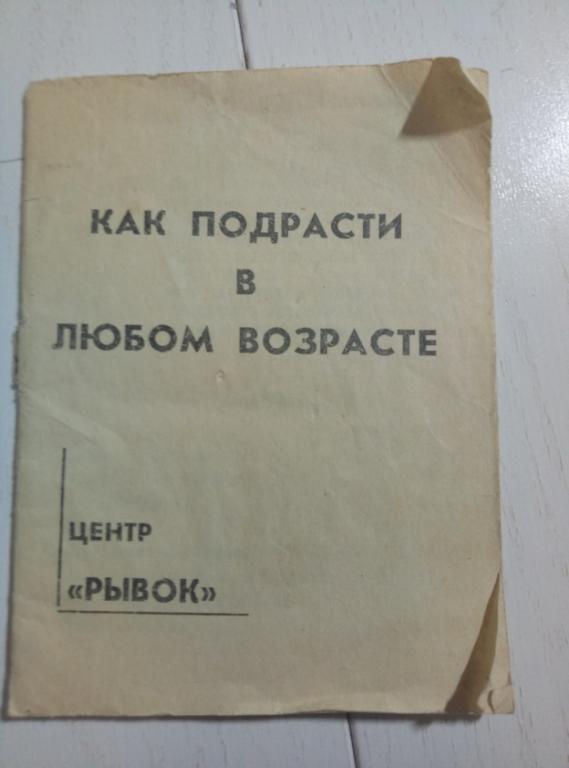 КАК ПОДРАСТИ
В
ЛЮБОМ ВОЗРАСТЕ
ЦЕНТР
«РЫВОК»